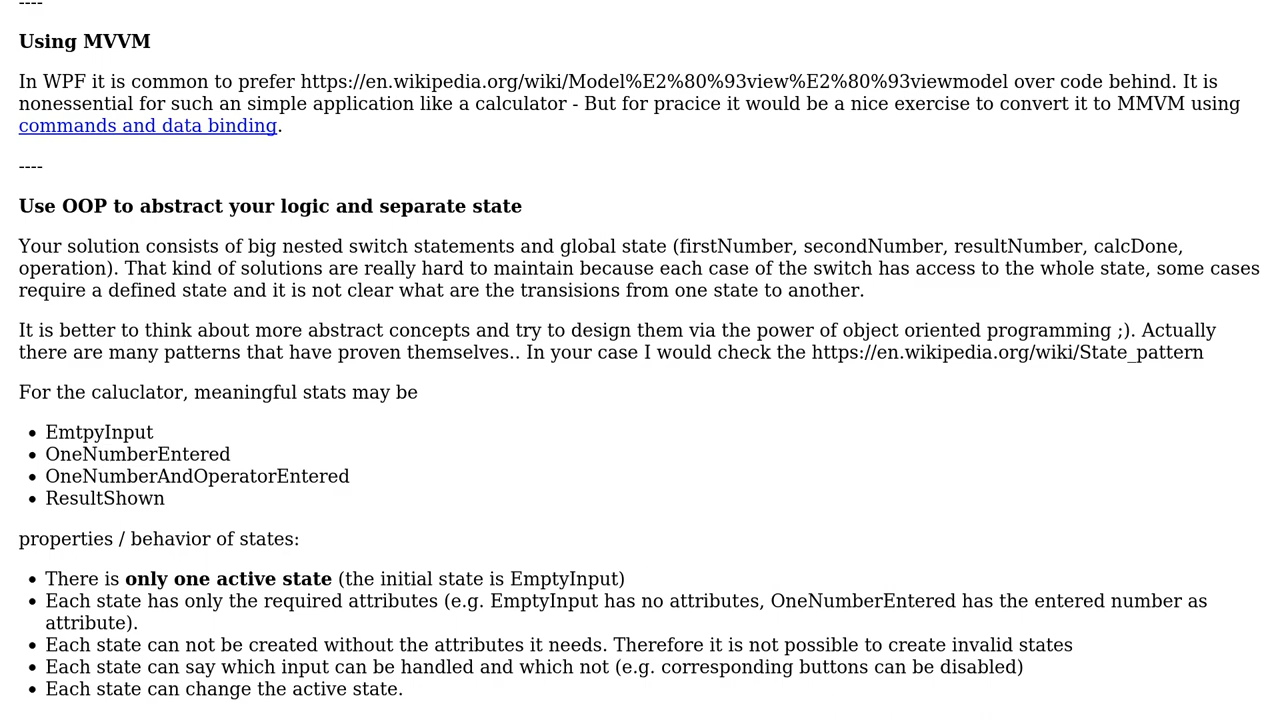 ----
Using MVVM
In WPF it is common to prefer https://en.wikipedia.org/wiki/Model%E2%80%93view%E2%80%93viewmodel over code behind. It is
nonessential for such an simple application like a calculator - But for pracice it would be a nice exercise to convert it to MMVM using
commands and data binding.
----
Use OOP to abstract your logic and separate state
Your solution consists of big nested switch statements and global state (firstNumber, secondNumber, resultNumber, calcDone,
operation). That kind of solutions are really hard to maintain because each case of the switch has access to the whole state, some cases
require a defined state and it is not clear what are the transisions from one state to another.
It is better to think about more abstract concepts and try to design them via the power of object oriented programming ;). Actually
there are many patterns that have proven themselves.. In your case I would check the https://en.wikipedia.org/wiki/State_pattern
For the caluclator, meaningful stats may be
• EmtpyInput
• OneNumberEntered
• OneNumberAndOperatorEntered
• ResultShown
properties / behavior of states:
• There is only one active state (the initial state is EmptyInput)
• Each state has only the required attributes (e.g. EmptyInput has no attributes, OneNumberEntered has the entered number as
attribute).
• Each state can not be created without the attributes it needs. Therefore it is not possible to create invalid states
• Each state can say which input can be handled and which not (e.g. corresponding buttons can be disabled)
• Each state can change the active state.